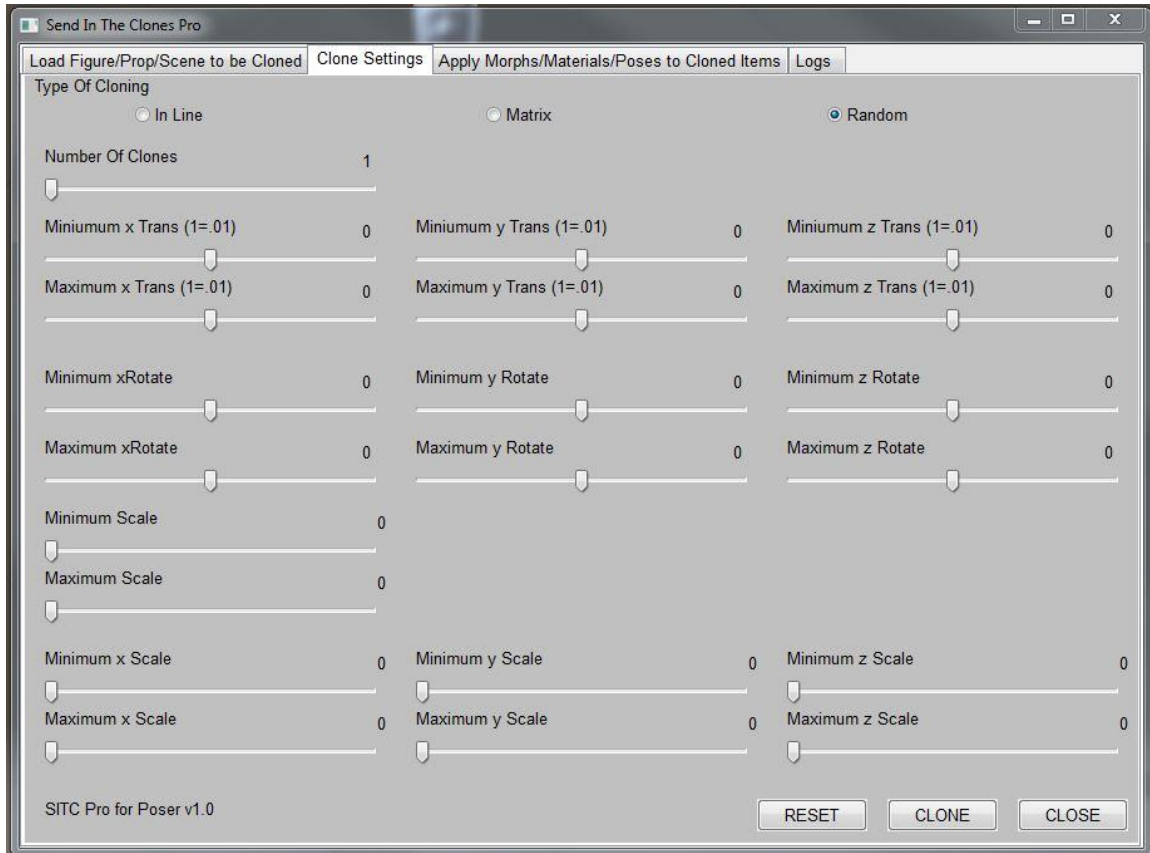 Send In The Clones Pro
Load Figure/Prop/Scene to be Cloned Clone Settings Apply Morphs/Materials/Poses to Cloned Items Logs
Type Of Cloning
In Line Matrix Random
Number Of Clones 1
Miniumum x Trans (1=.01) 0 Miniumum y Trans (1=.01) 0 Miniumum z Trans (1=.01) 0
Maximum x Trans (1=.01) 0 Maximum y Trans (1=.01) 0 Maximum z Trans (1=.01) 0
Minimum xRotate 0 Minimum y Rotate 0 Minimum z Rotate 0
Maximum xRotate 0 Maximum y Rotate 0 Maximum z Rotate 0
Minimum Scale 0
Maximum Scale 0
Minimum x Scale 0 Minimum y Scale 0 Minimum z Scale 0
Maximum x Scale 0 Maximum y Scale 0 Maximum z Scale 0
SITC Pro for Poser v1.0 RESET CLONE CLOSE